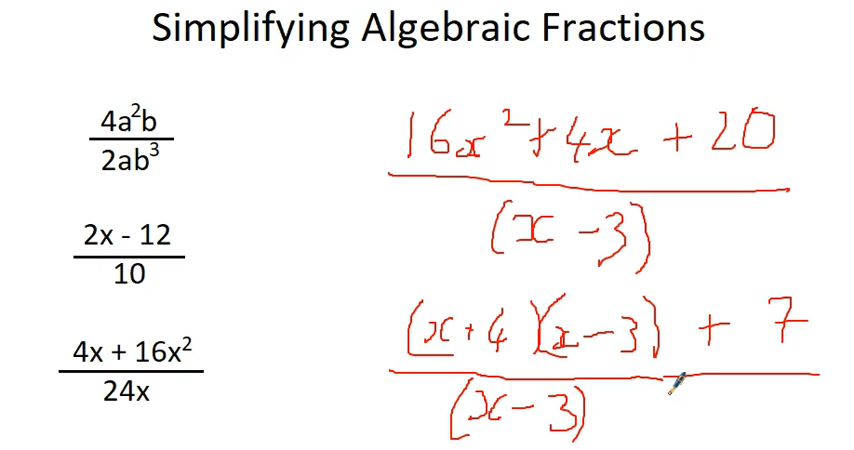 Simplifying Algebraic Fractions
4a²b
2ab³
2x - 12
10
4x + 16x²
24x
16x² + 4x + 20
(x - 3)
(x + 4)(x - 3) + 7
(x - 3)